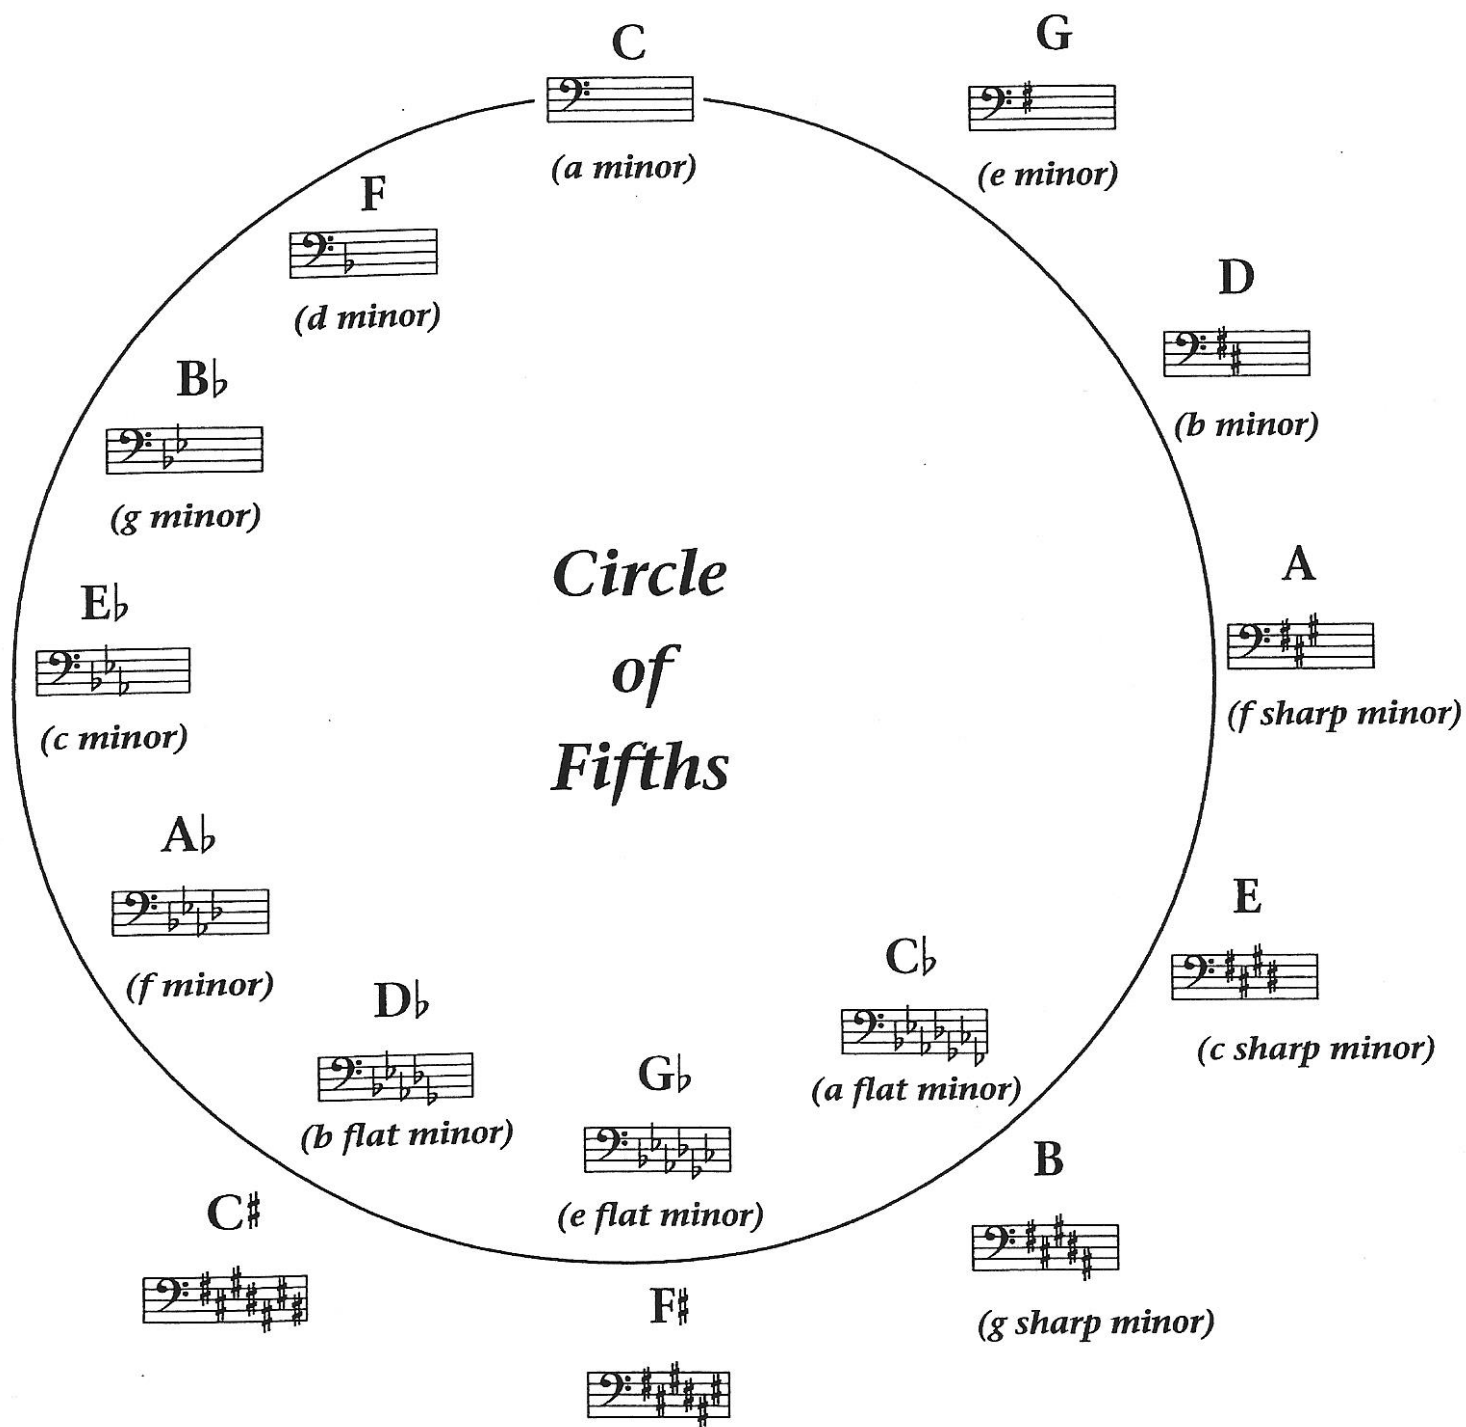 C
(a minor)
G
(e minor)
D
(b minor)
A
(f sharp minor)
E
(c sharp minor)
B
(g sharp minor)
F♯
C♯
F
(d minor)
B♭
(g minor)
E♭
(c minor)
A♭
(f minor)
D♭
(b flat minor)
G♭
(e flat minor)
C♭
(a flat minor)
Circle
of
Fifths